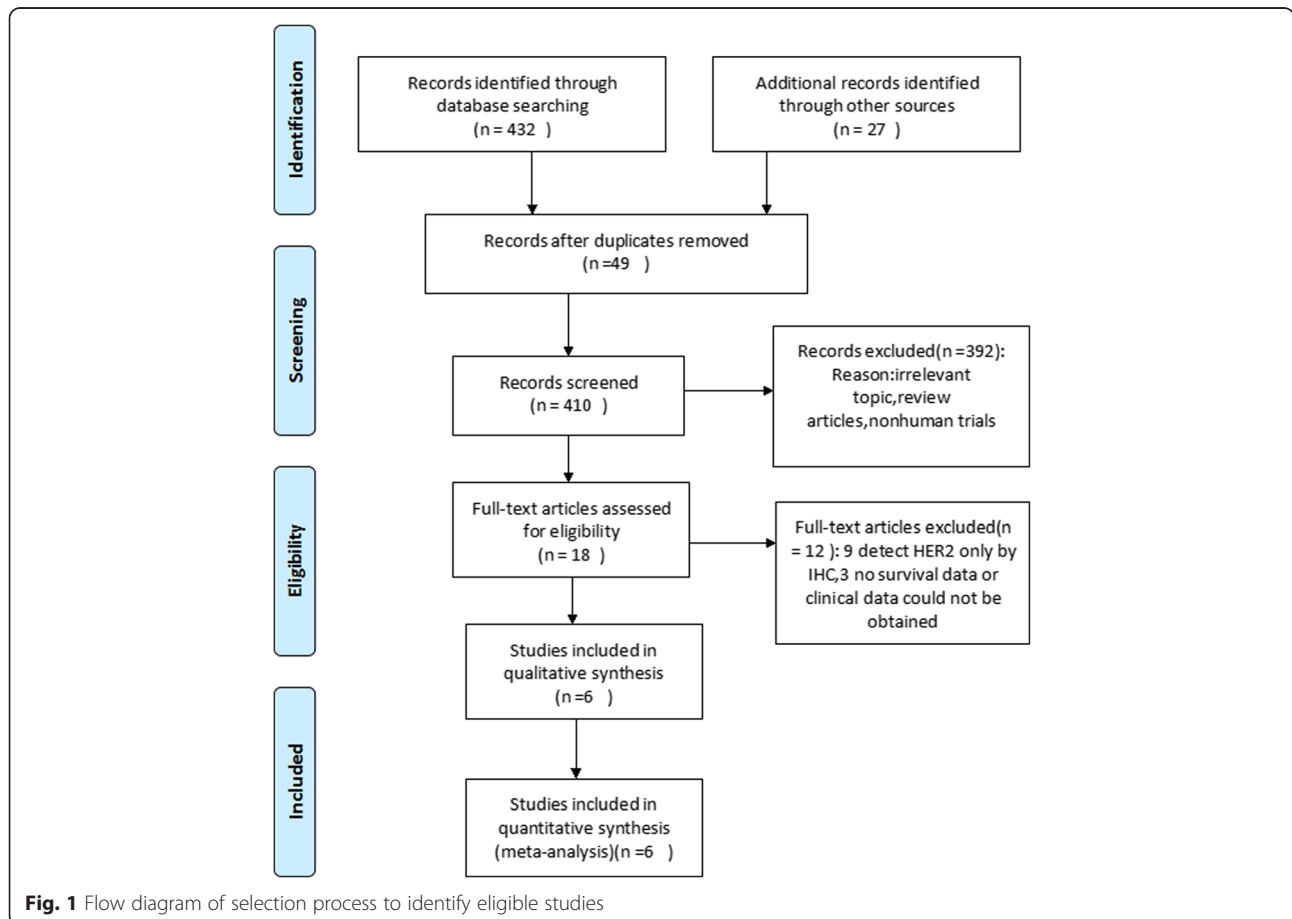 Identification
Records identified through
database searching
(n = 432 )
Additional records identified
through other sources
(n = 27 )
Records after duplicates removed
(n =49 )
Screening
Records screened
(n = 410 )
Records excluded(n =392):
Reason:irrelevant
topic,review
articles,nonhuman trials
Eligibility
Full-text articles assessed
for eligibility
(n = 18 )
Full-text articles excluded(n
= 12 ): 9 detect HER2 only by
IHC,3 no survival data or
clinical data could not be
obtained
Studies included in
qualitative synthesis
(n =6 )
Included
Studies included in
quantitative synthesis
(meta-analysis)(n =6 )
Fig. 1 Flow diagram of selection process to identify eligible studies